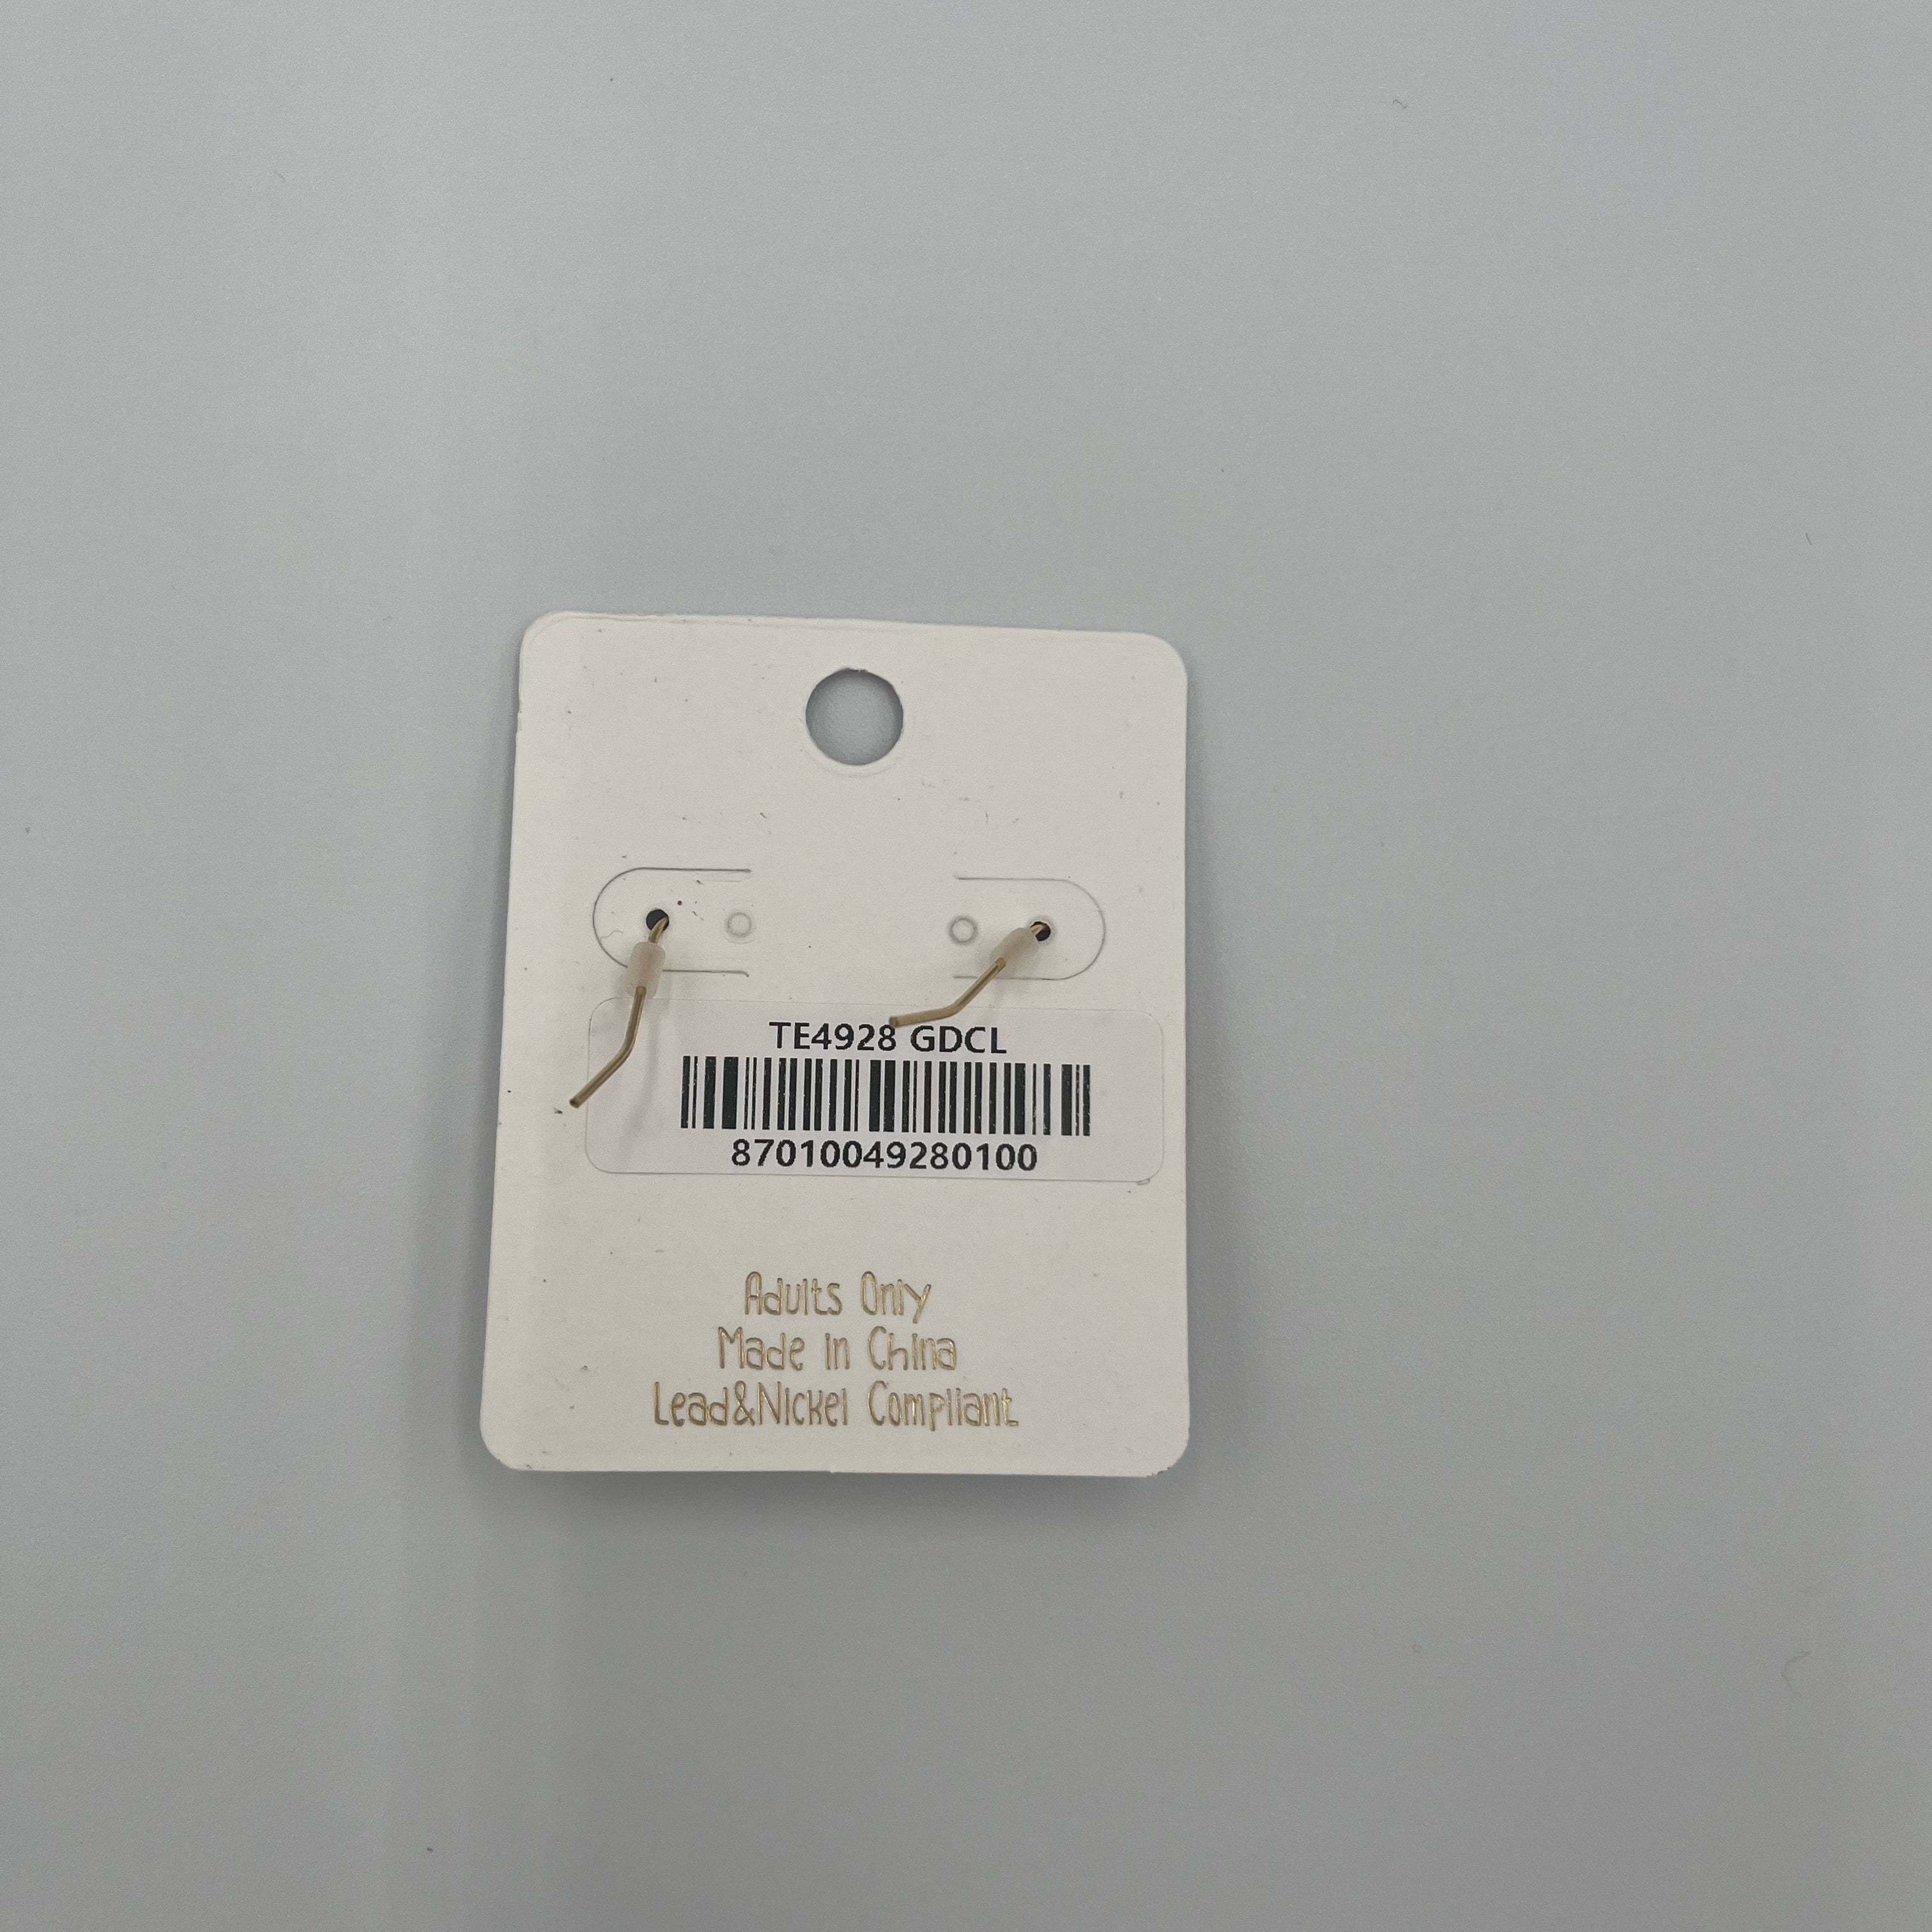 TE4928 GDCL
87010049280100
Adults Only
Made in China
Lead&Nickel Compliant